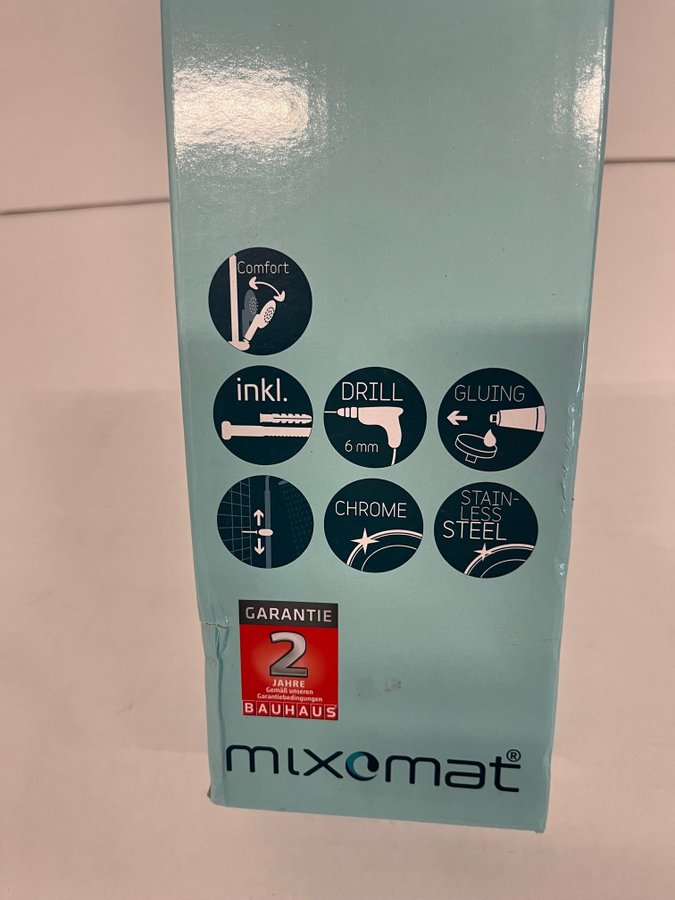 Comfort
inkl.
DRILL
6 mm
GLUING
CHROME
STAIN-
LESS
STEEL
GARANTIE
2
JAHRE
Gemäß unseren
Garantiebedingungen
BAUHAUS
mixomat®